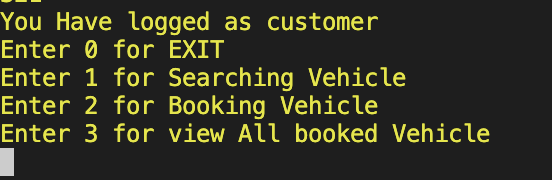 You Have logged as customer
Enter 0 for EXIT
Enter 1 for Searching Vehicle
Enter 2 for Booking Vehicle
Enter 3 for view All booked Vehicle